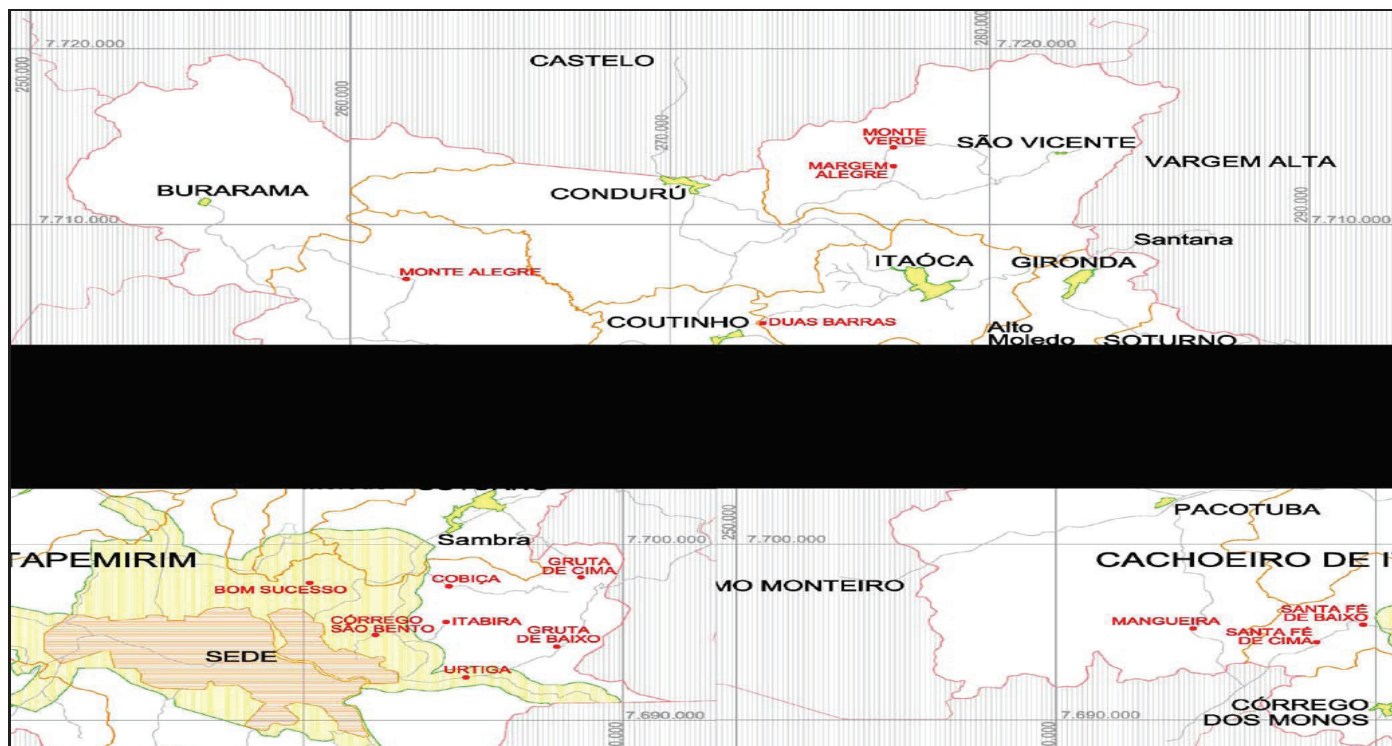 7.720.000
280.000
7.720.000
250.000
CASTELO
260.000
270.000
MONTE
VERDE
SÃO VICENTE
MARGEM
ALEGRE
VARGEM ALTA
BURARAMA
CONDURÚ
7.710.000
290.000
7.710.000
Santana
ITAÓCA
GIRONDA
MONTE ALEGRE
COUTINHO
DUAS BARRAS
Alto
Moledo
SOTURNO
Sambra
7.700.000
TAPEMIRIM
GRUTA
DE CIMA
COBIÇA
BOM SUCESSO
CÓRREGO
SÃO BENTO
ITABIRA
GRUTA
DE BAIXO
SEDE
URTIGA
7.690.000
250.000
PACOTUBA
7.700.000
CACHOEIRO DE I
MO MONTEIRO
SANTA FÉ
DE BAIXO
MANGUEIRA
SANTA FÉ
DE CIMA
7.690.000
CÓRREGO
DOS MONOS